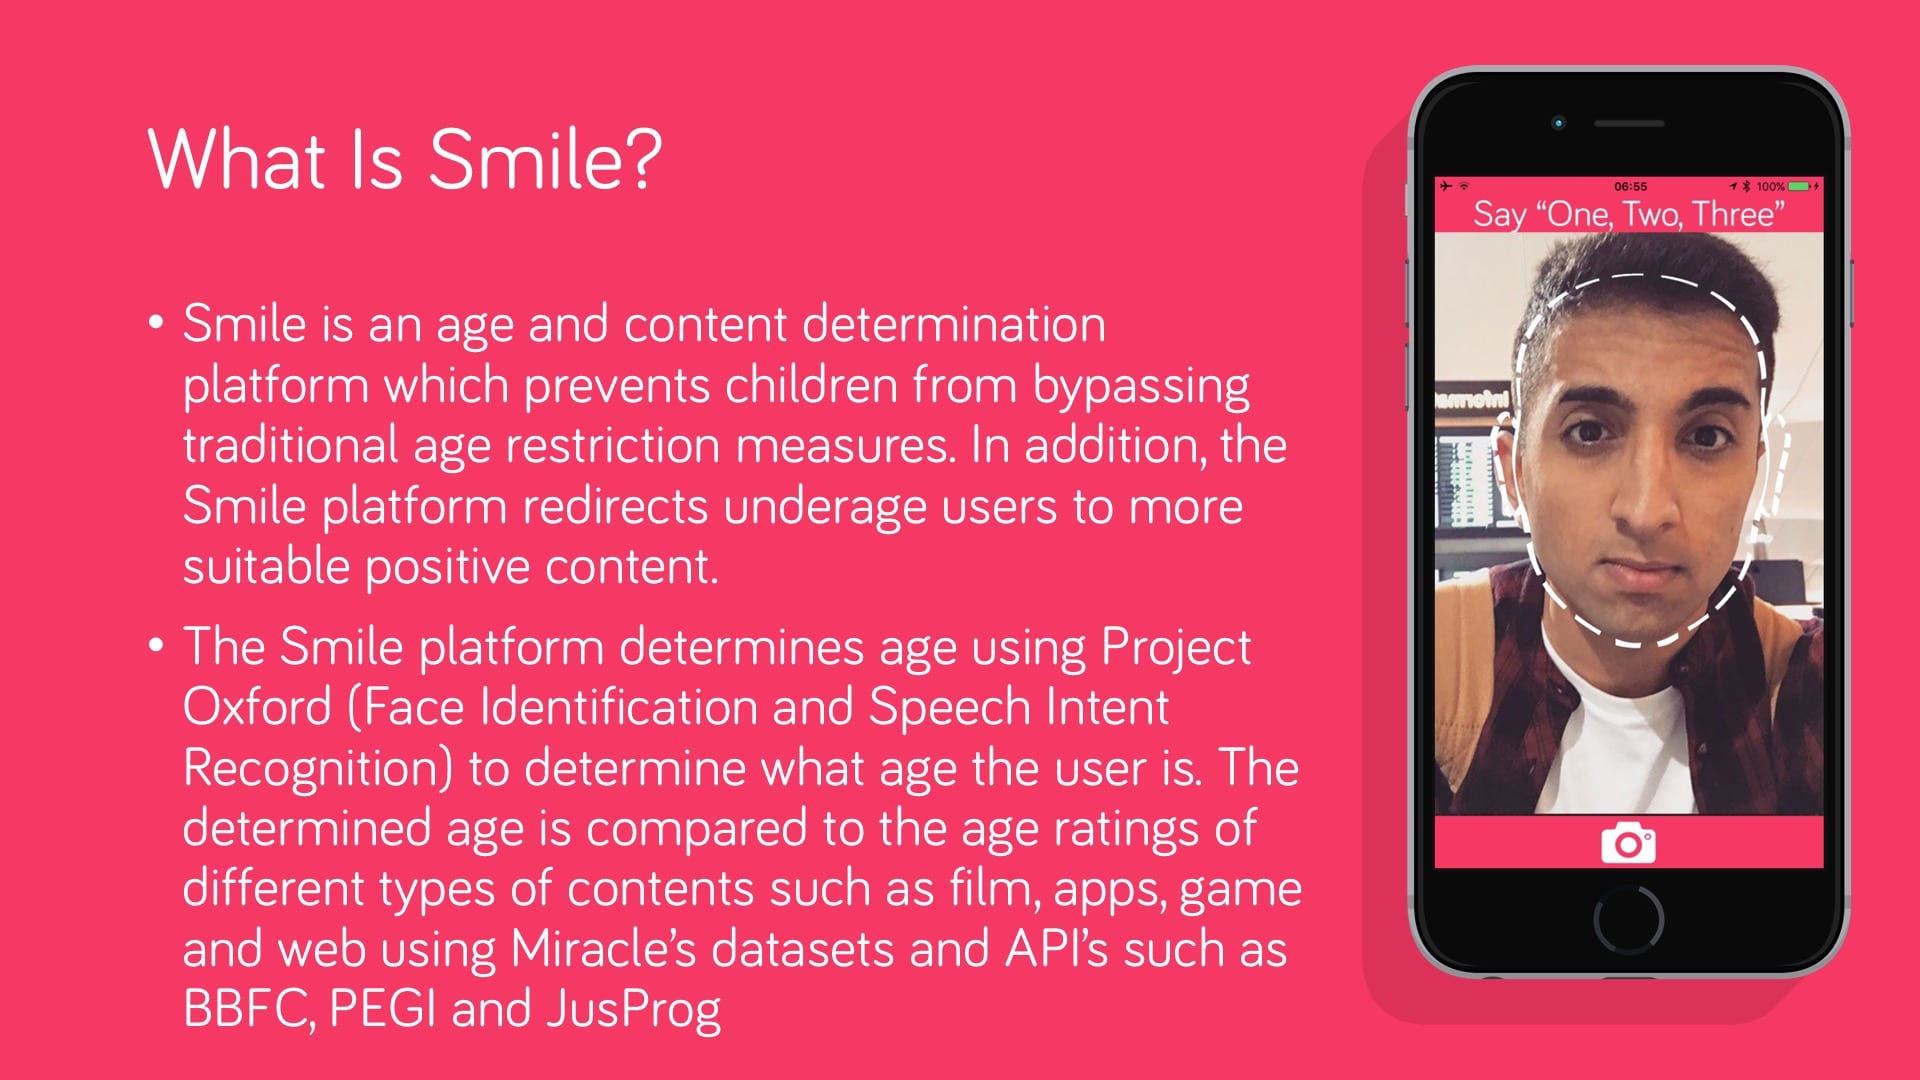 What Is Smile?
• Smile is an age and content determination
platform which prevents children from bypassing
traditional age restriction measures. In addition, the
Smile platform redirects underage users to more
suitable positive content.
• The Smile platform determines age using Project
Oxford (Face Identification and Speech Intent
Recognition) to determine what age the user is. The
determined age is compared to the age ratings of
different types of contents such as film, apps, game
and web using Miracle’s datasets and API’s such as
BBFC, PEGI and JusProg
06:55
100%
Say “One, Two, Three”